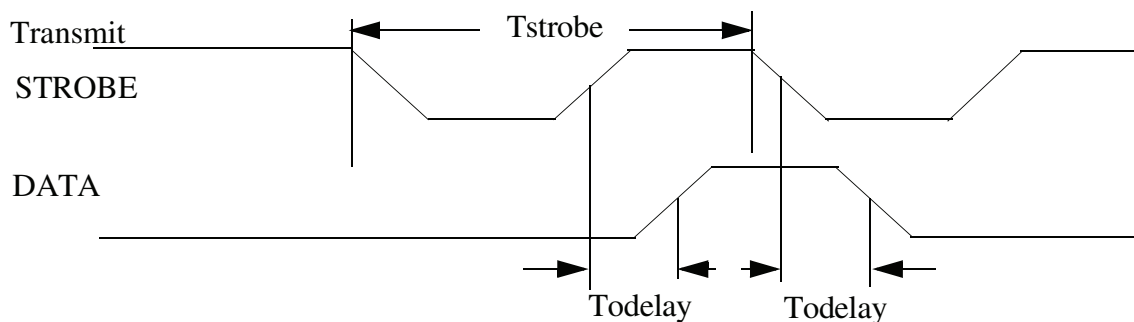 Tstrobe
Transmit
STROBE
DATA
Todelay Todelay